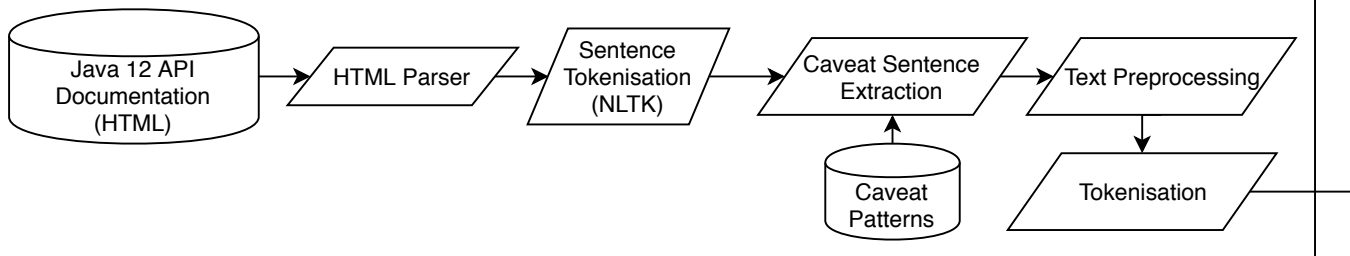 Java 12 API
Documentation
(HTML)
HTML Parser
Sentence
Tokenisation
(NLTK)
Caveat Sentence
Extraction
Text Preprocessing
Caveat
Patterns
Tokenisation